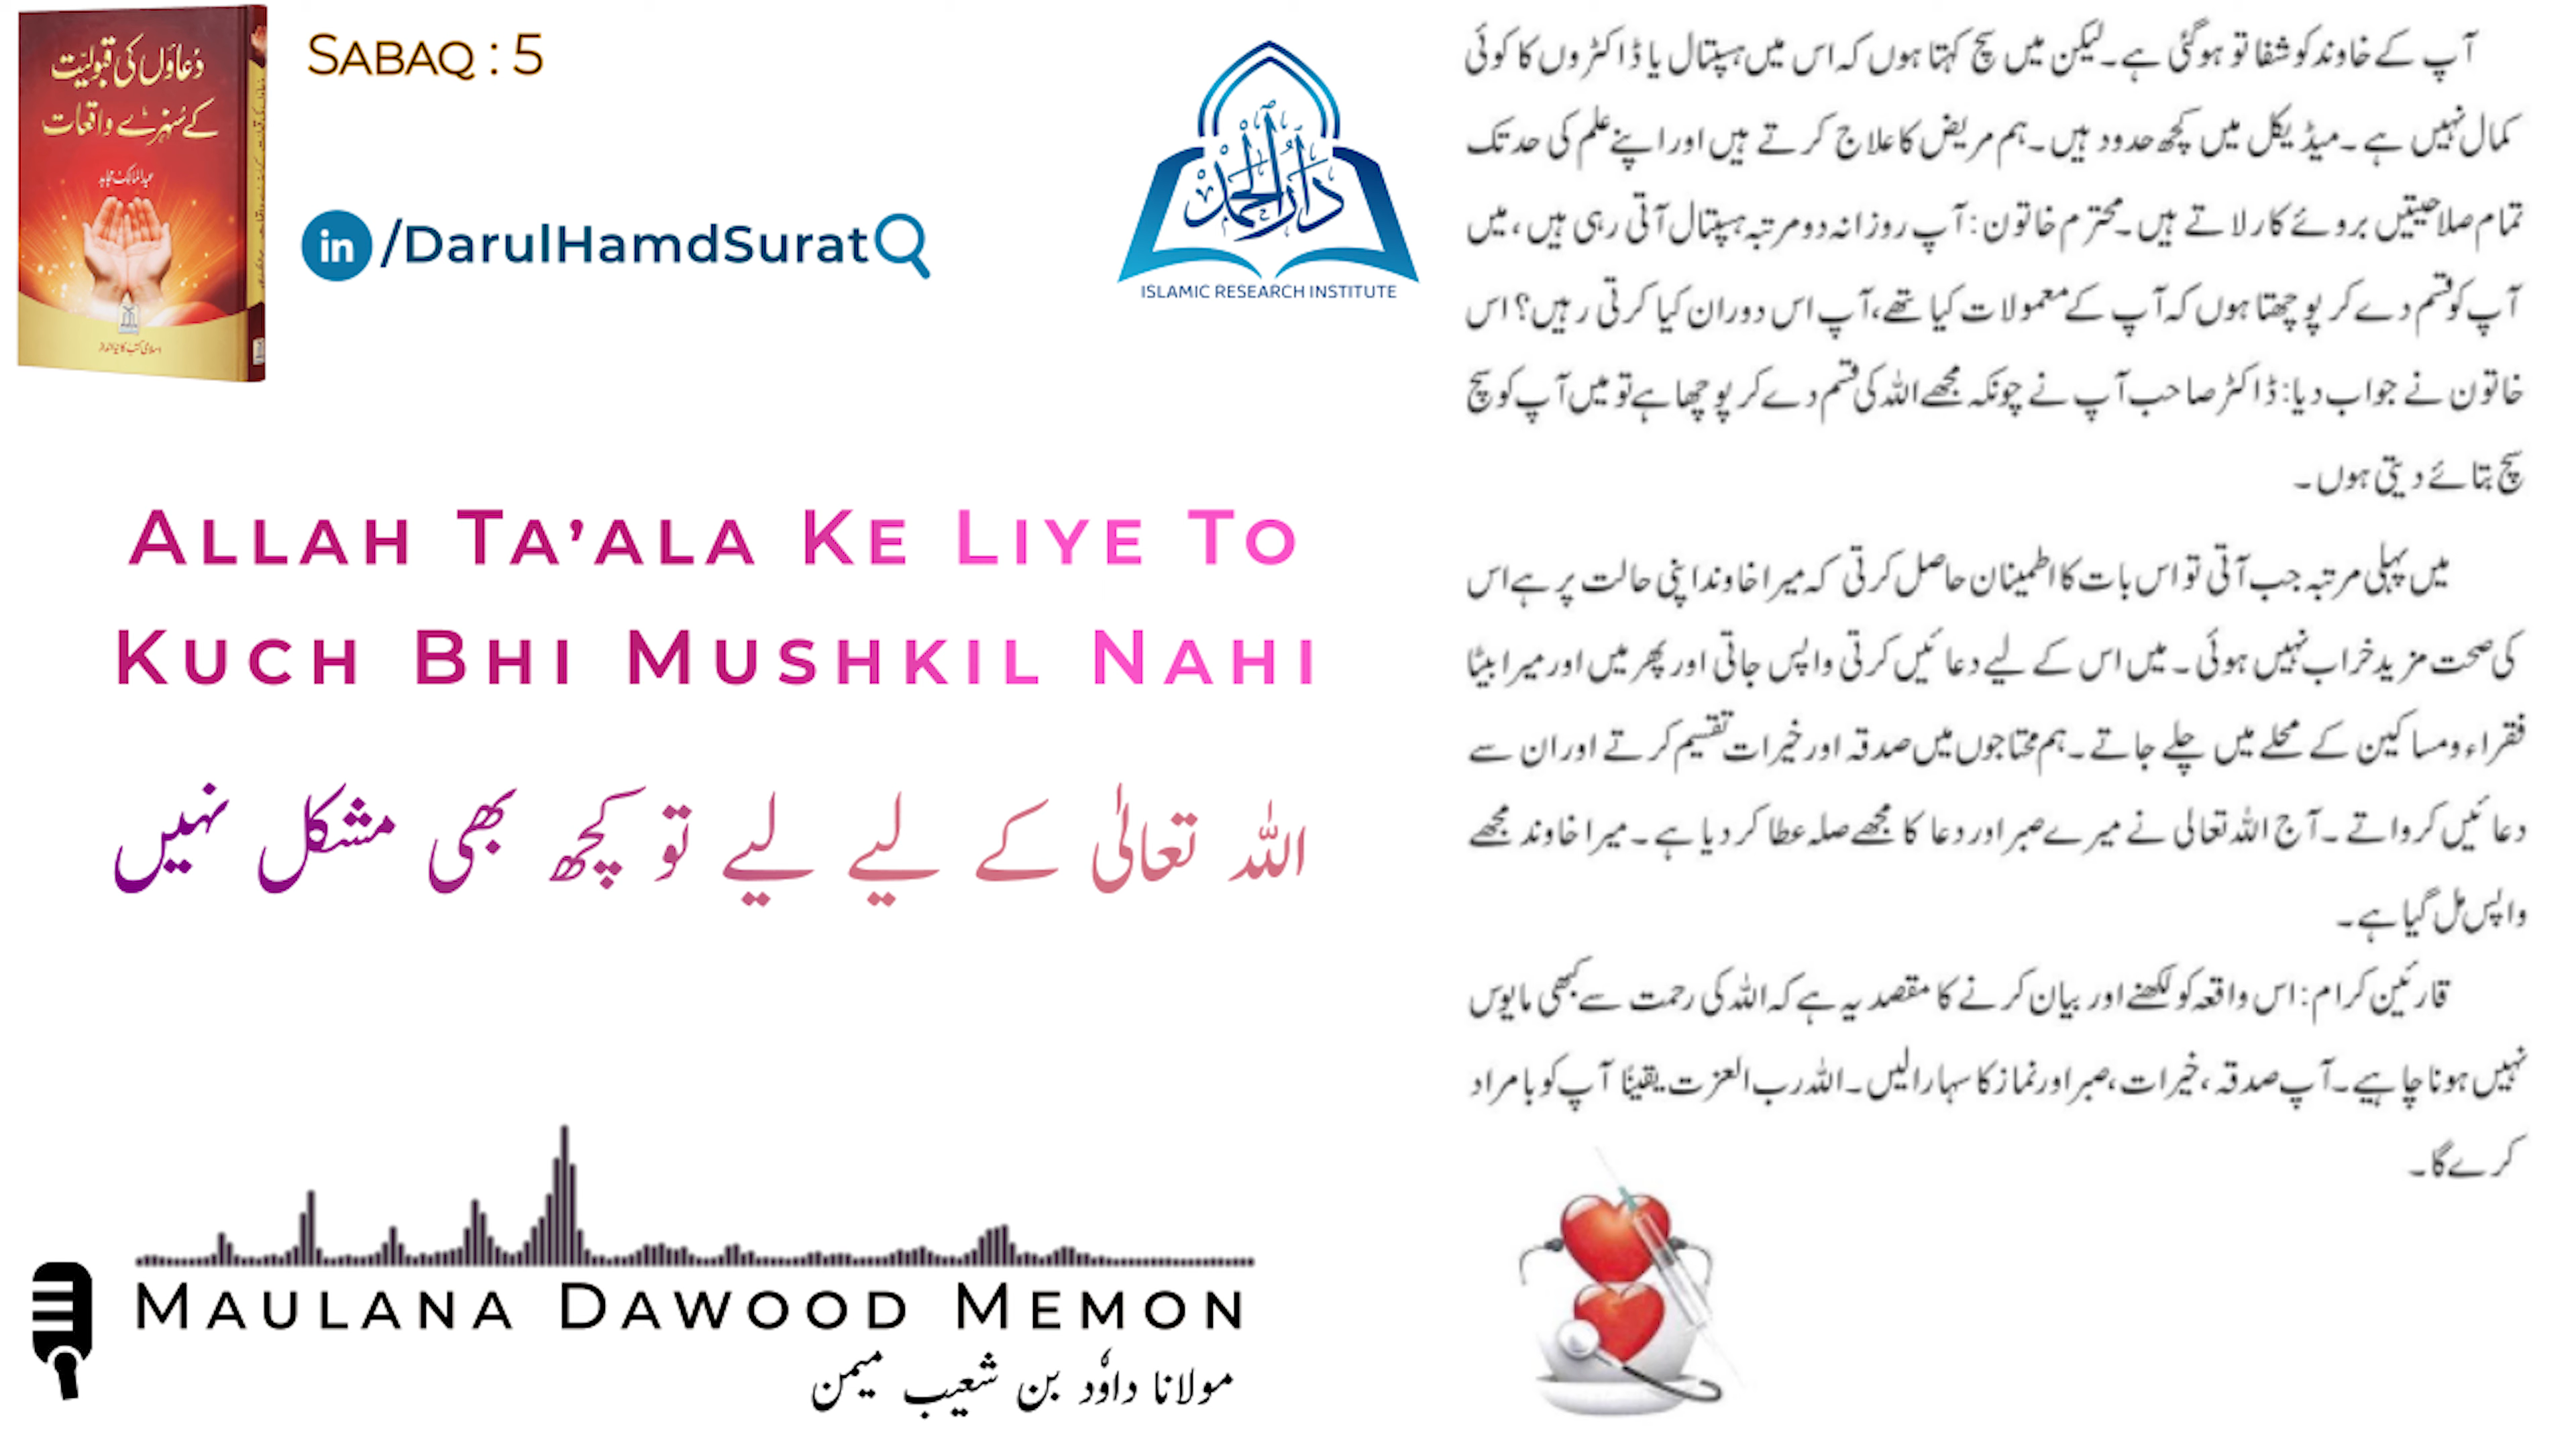 دُعاؤں کی قبولیّت
کے سُنہرے واقعات
عبدالمالک مجاہد
SABAQ : 5
in /DarulHamdSurat
دار الحمد
ISLAMIC RESEARCH INSTITUTE
ALLAH TA'ALA KE LIYE TO
KUCH BHI MUSHKIL NAHI
اللہ تعالیٰ کے لیے لیے تو کچھ بھی مشکل نہیں
MAULANA DAWOOD MEMON
مولانا داوٗد بن شعیب میمن
آپ کے خاوند کو شفا تو ہو گئی ہے۔ لیکن میں سچ کہتا ہوں کہ اس میں ہسپتال یا ڈاکٹروں کا کوئی
کمال نہیں ہے۔ میڈیکل میں کچھ حدود ہیں۔ ہم مریض کا علاج کرتے ہیں اور اپنے علم کی حد تک
تمام صلاحیتیں بروئے کار لاتے ہیں۔ محترم خاتون: آپ روزانہ دو مرتبہ ہسپتال آتی رہی ہیں، میں
آپ کو قسم دے کر پوچھتا ہوں کہ آپ کے معمولات کیا تھے، آپ اس دوران کیا کرتی رہیں؟ اس
خاتون نے جواب دیا: ڈاکٹر صاحب آپ نے چونکہ مجھے اللہ کی قسم دے کر پوچھا ہے تو میں آپ کو سچ
سچ بتائے دیتی ہوں۔
میں پہلی مرتبہ جب آتی تو اس بات کا اطمینان حاصل کرتی کہ میرا خاوند اپنی حالت پر ہے اس
کی صحت مزید خراب نہیں ہوئی۔ میں اس کے لیے دعائیں کرتی واپس جاتی اور پھر میں اور میرا بیٹا
فقراء ومساکین کے محلے میں چلے جاتے۔ ہم محتاجوں میں صدقہ اور خیرات تقسیم کرتے اور ان سے
دعائیں کرواتے۔ آج اللہ تعالی نے میرے صبر اور دعا کا مجھے صلہ عطا کر دیا ہے۔ میرا خاوند مجھے
واپس مل گیا ہے۔
قارئین کرام: اس واقعہ کو لکھنے اور بیان کرنے کا مقصد یہ ہے کہ اللہ کی رحمت سے کبھی مایوس
نہیں ہونا چاہیے۔ آپ صدقہ، خیرات، صبر اور نماز کا سہارا لیں۔ اللہ رب العزت یقینًا آپ کو بامراد
کرے گا۔